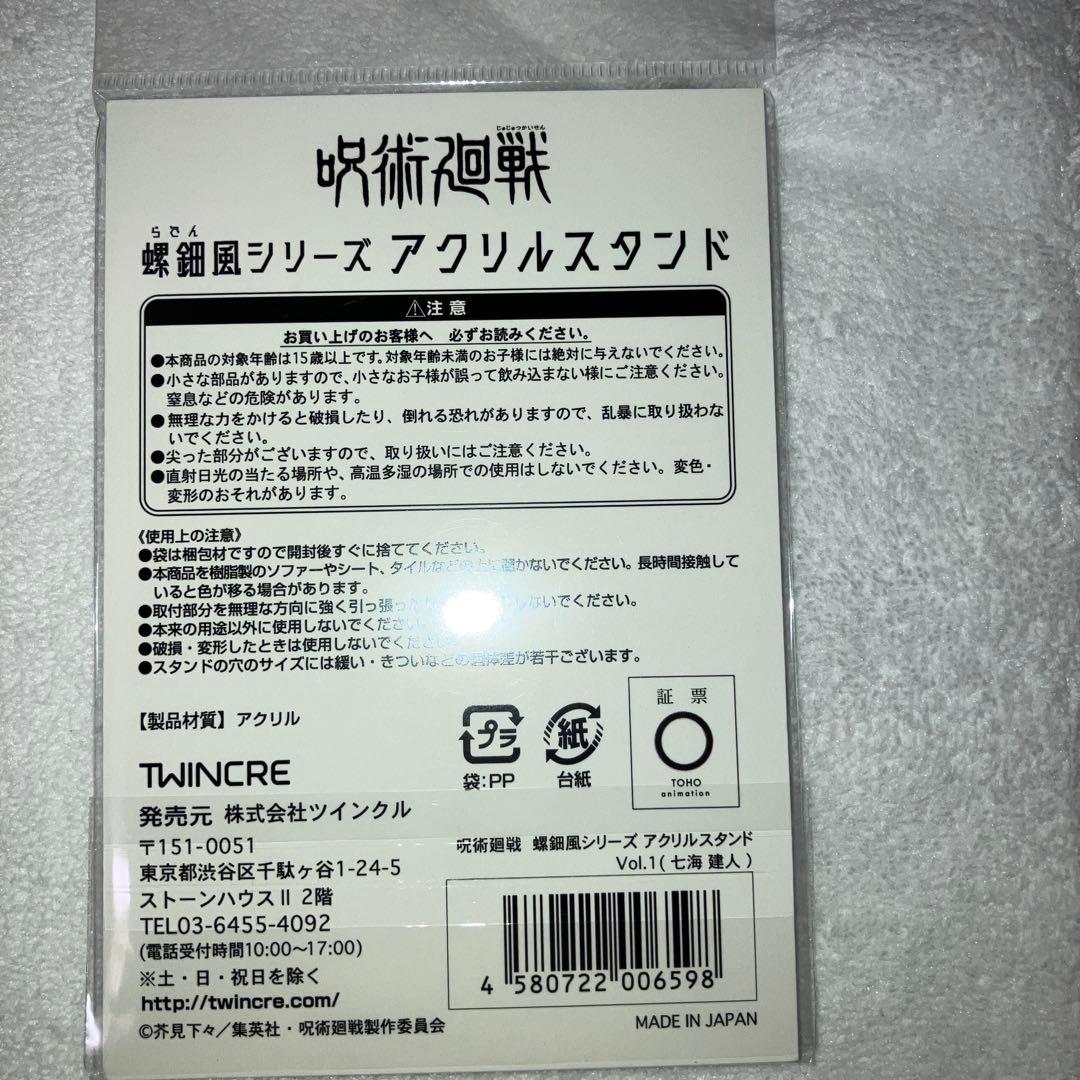 じゅじゅつかいせん
呪術廻戦
らでん
螺鈿風シリーズ アクリルスタンド
⚠注意
お買い上げのお客様へ 必ずお読みください。
●本商品の対象年齢は15歳以上です。対象年齢未満のお子様には絶対に与えないでください。
●小さな部品がありますので、小さなお子様が誤って飲み込まない様にご注意ください。
窒息などの危険があります。
●無理な力をかけると破損したり、倒れる恐れがありますので、乱暴に取り扱わな
いでください。
●尖った部分がございますので、取り扱いにはご注意ください。
●直射日光の当たる場所や、高温多湿の場所での使用はしないでください。変色・
変形のおそれがあります。
《使用上の注意》
●袋は梱包材ですので開封後すぐに捨ててください。
●本商品を樹脂製のソファーやシート、タイルなどの上に置かないでください。長時間接触して
いると色が移る場合があります。
●取付部分を無理な方向に強く引っ張った しないでください。
●本来の用途以外に使用しないでください。
●破損・変形したときは使用しないでください
●スタンドの穴のサイズには緩い・きついなどの個体差が若干ございます。
【製品材質】アクリル
プラ
袋:PP
紙
台紙
証票
TOHO
animation
TWINCRE
発売元 株式会社ツインクル
〒151-0051
東京都渋谷区千駄ヶ谷1-24-5
ストーンハウスⅡ 2階
TEL03-6455-4092
(電話受付時間10:00〜17:00)
※土・日・祝日を除く
http://twincre.com/
©芥見下々／集英社・呪術廻戦製作委員会
呪術廻戦 螺鈿風シリーズ アクリルスタンド
Vol.1( 七海 建人 )
4 580722 006598
MADE IN JAPAN